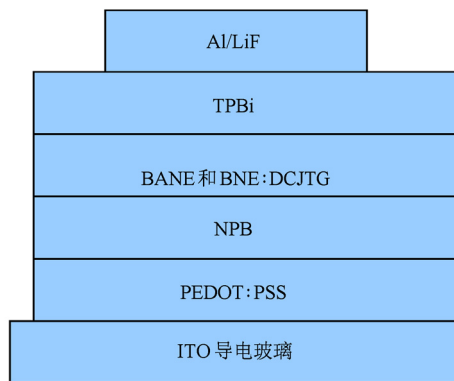 Al/LiF
TPBi
BANE和BNE:DCJTG
NPB
PEDOT:PSS
ITO导电玻璃